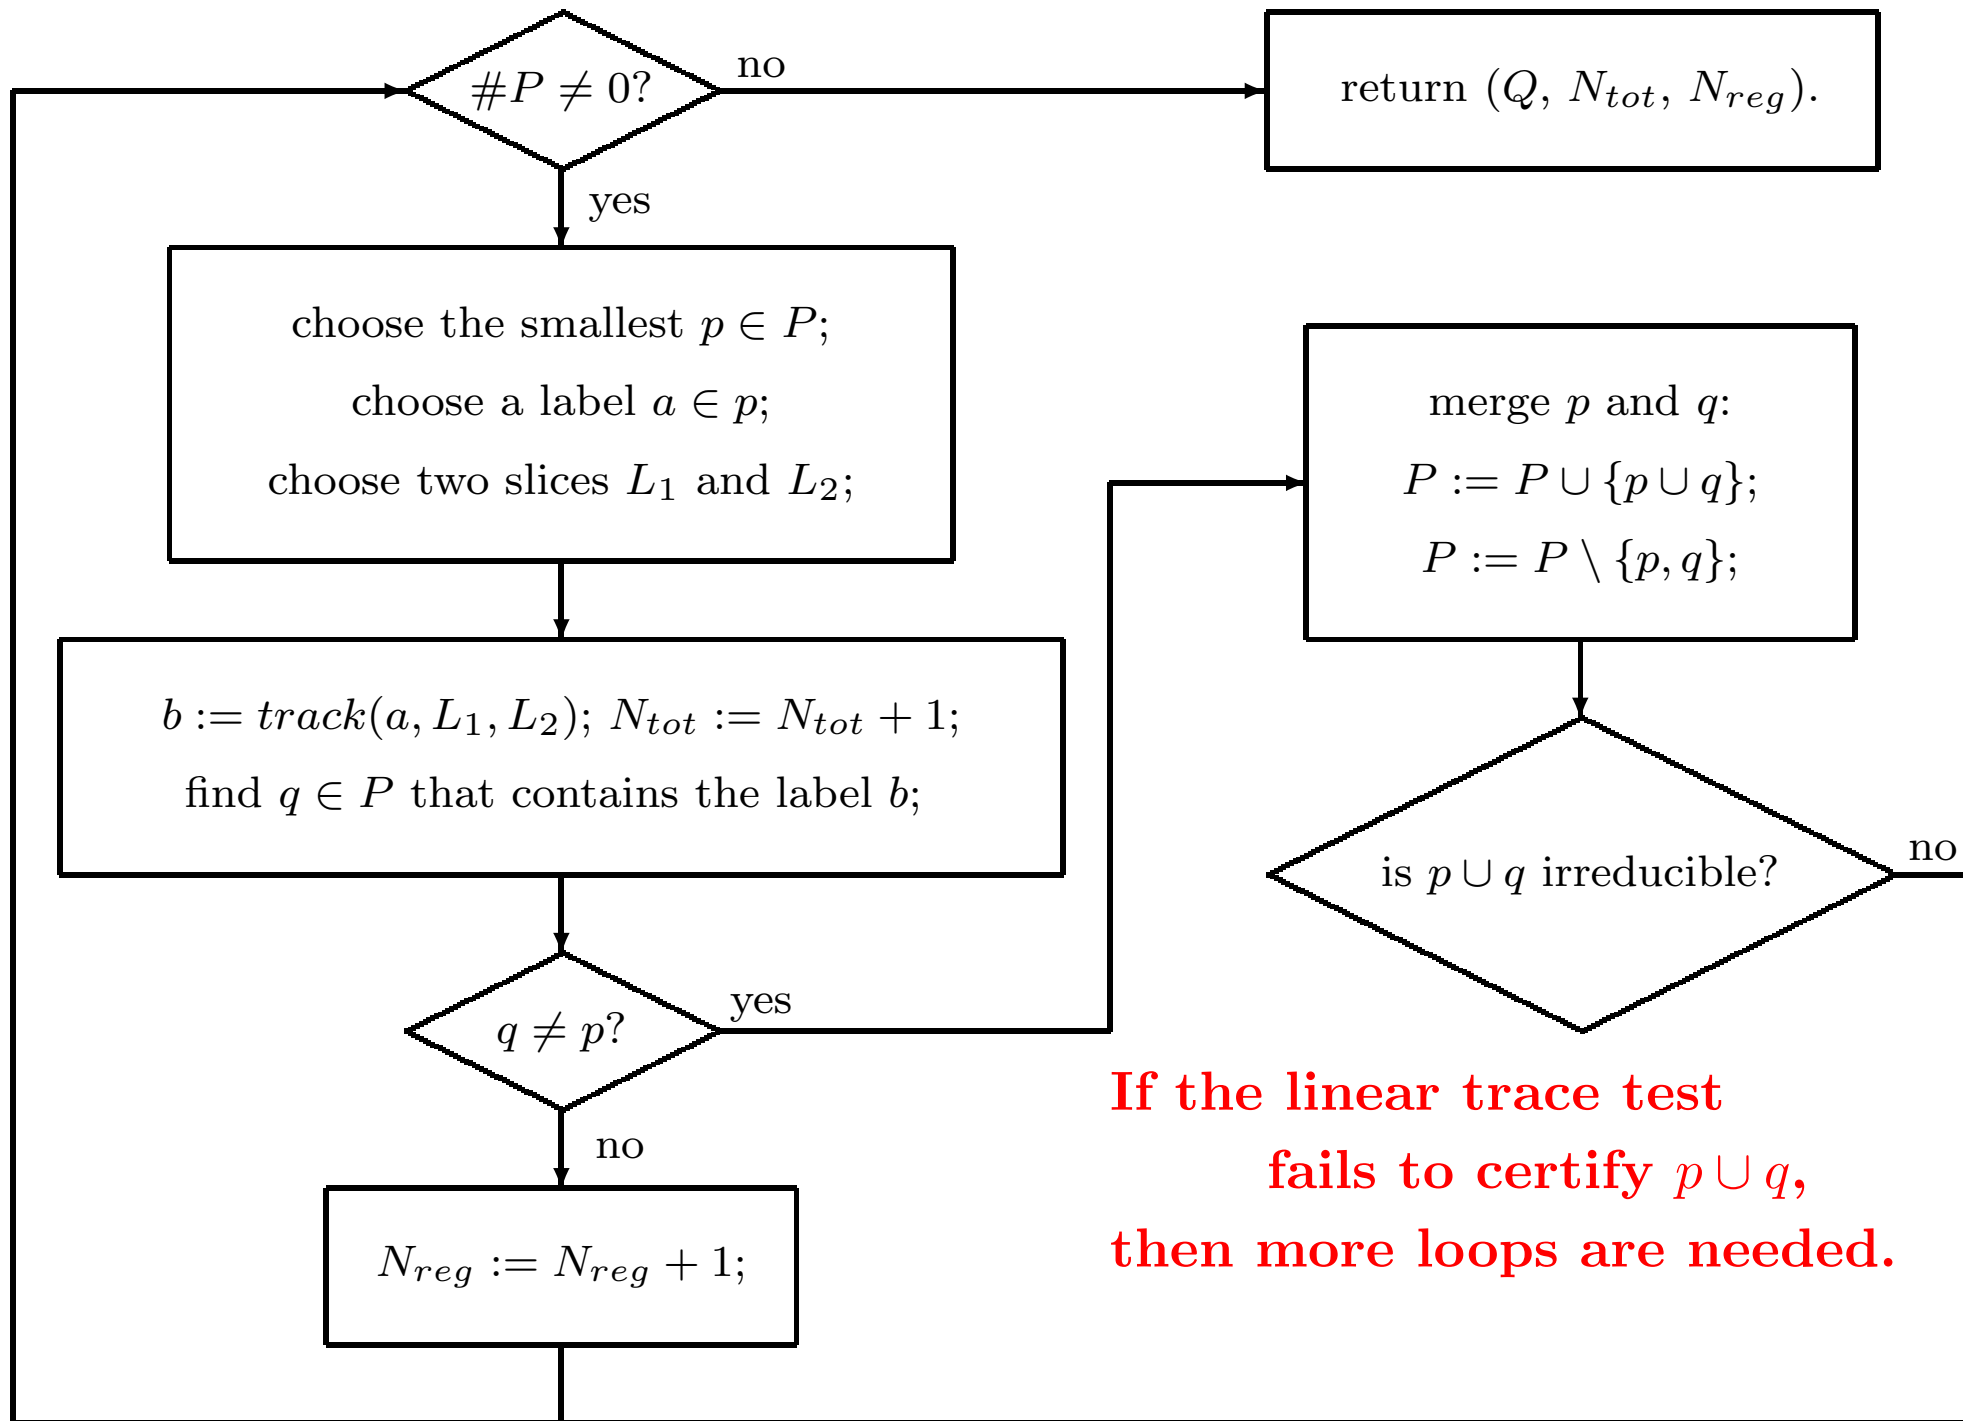 #P ≠ 0?
no
return (Q, N_tot, N_reg).
yes
choose the smallest p ∈ P;
choose a label a ∈ p;
choose two slices L_1 and L_2;
b := track(a, L_1, L_2); N_tot := N_tot + 1;
find q ∈ P that contains the label b;
q ≠ p?
yes
no
N_reg := N_reg + 1;
merge p and q:
P := P ∪ {p ∪ q};
P := P \ {p, q};
is p ∪ q irreducible?
no
If the linear trace test
fails to certify p ∪ q,
then more loops are needed.